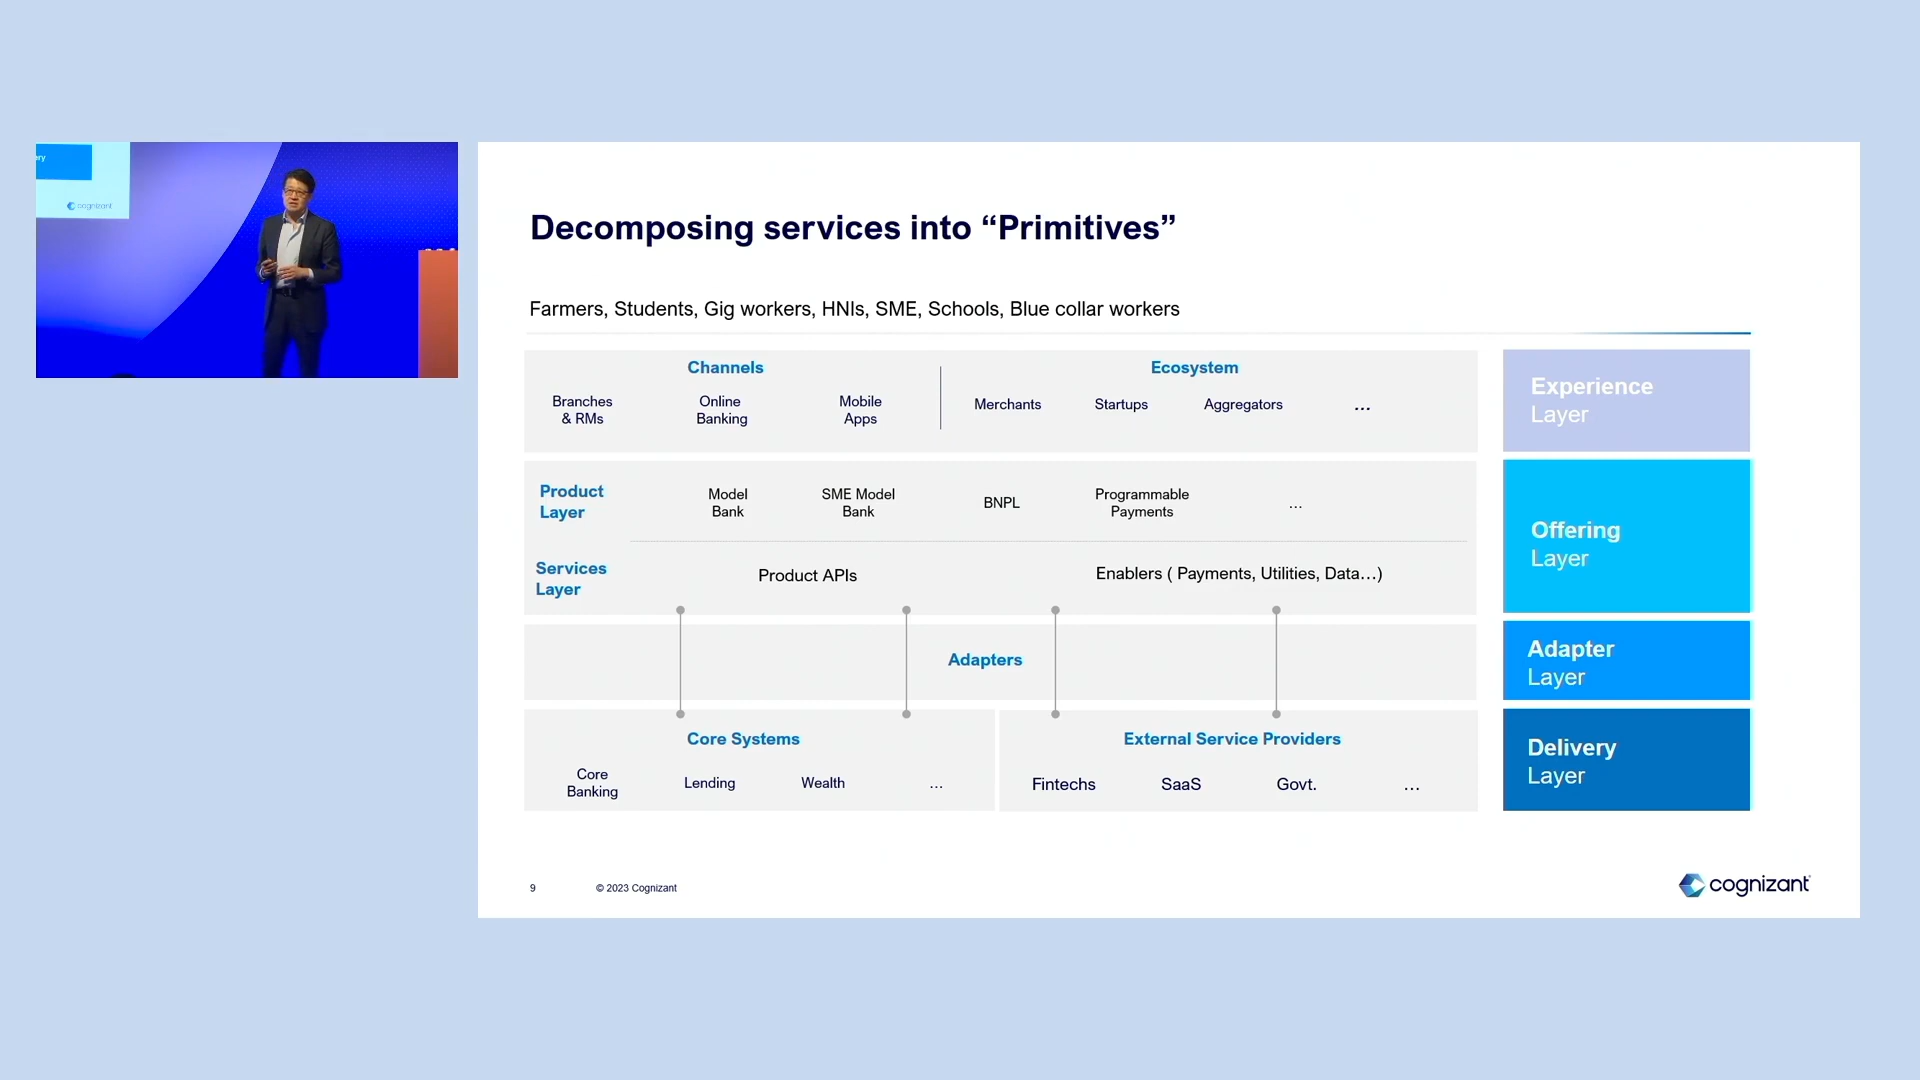 ry
cognizant
Decomposing services into “Primitives”
Farmers, Students, Gig workers, HNIs, SME, Schools, Blue collar workers
Channels
Branches
& RMs
Online
Banking
Mobile
Apps
Ecosystem
Merchants
Startups
Aggregators
...
Experience
Layer
Product
Layer
Model
Bank
SME Model
Bank
BNPL
Programmable
Payments
...
Services
Layer
Product APIs
Enablers ( Payments, Utilities, Data…)
Offering
Layer
Adapters
Adapter
Layer
Core Systems
Core
Banking
Lending
Wealth
...
External Service Providers
Fintechs
SaaS
Govt.
...
Delivery
Layer
9
© 2023 Cognizant
cognizant